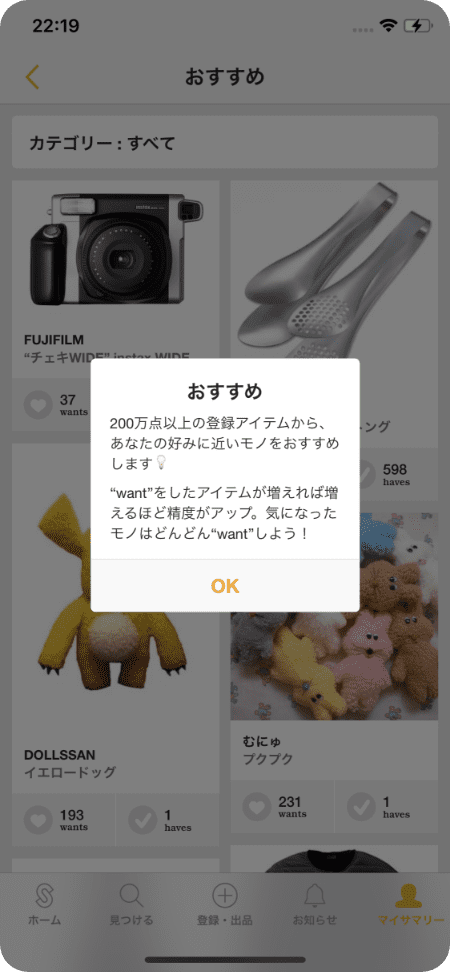 22:19
おすすめ
カテゴリー : すべて
FUJIFILM
“チェキWIDE” instax WIDE
37
wants
ング
598
haves
おすすめ
200万点以上の登録アイテムから、
あなたの好みに近いモノをおすすめ
します💡
“want”をしたアイテムが増えれば増
えるほど精度がアップ。気になった
モノはどんどん“want”しよう！
OK
DOLLSSAN
イエロードッグ
193
wants
1
haves
むにゅ
プクプク
231
wants
1
haves
ホーム
見つける
登録・出品
お知らせ
マイサマリー